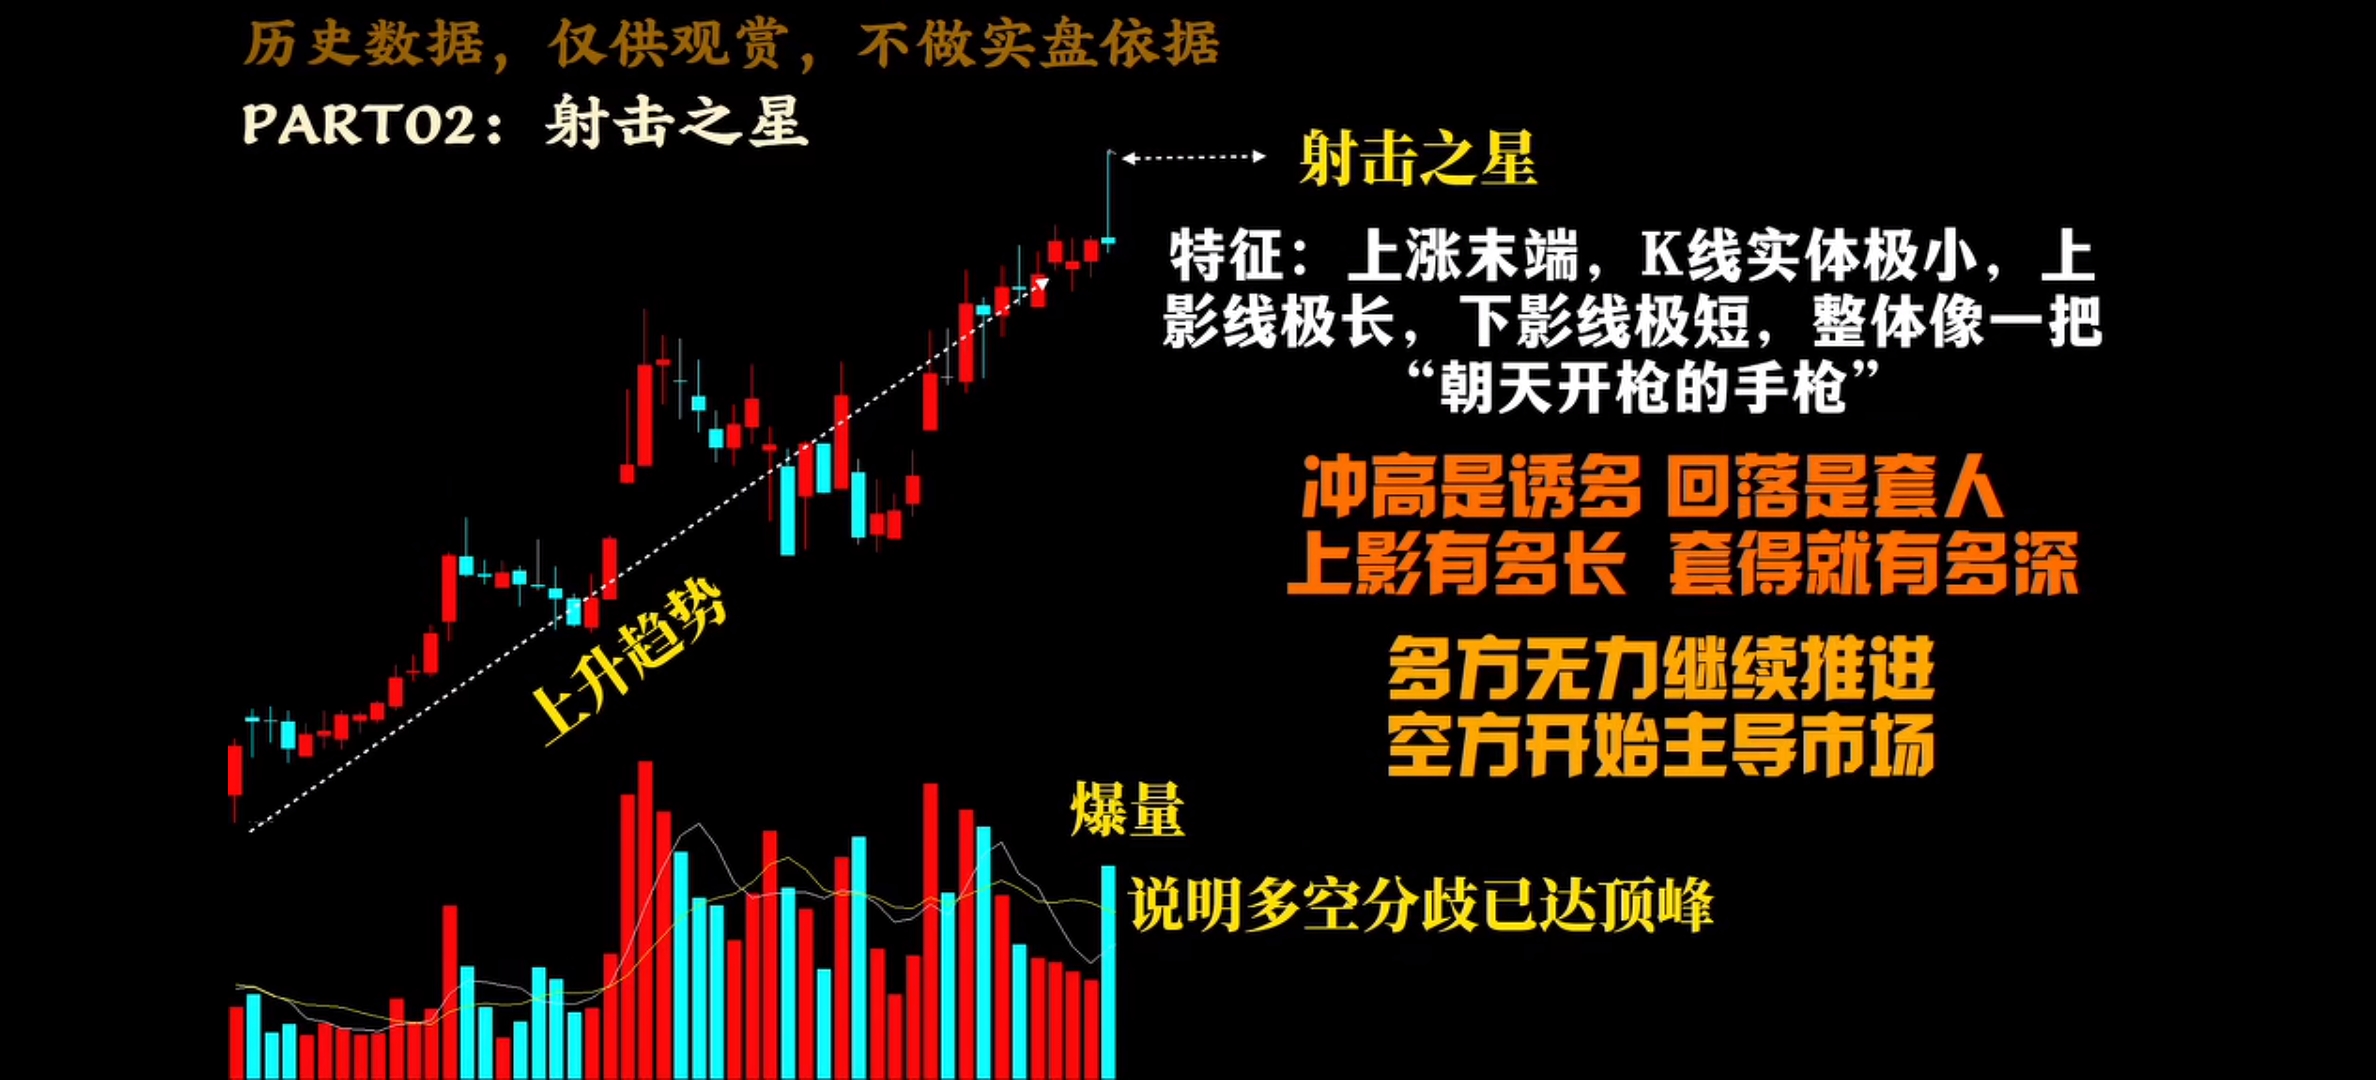 历史数据，仅供观赏，不做实盘依据
PART02：射击之星
射击之星
特征：上涨末端，K线实体极小，上
影线极长，下影线极短，整体像一把
“朝天开枪的手枪”
冲高是诱多 回落是套人
上影有多长 套得就有多深
上升趋势
多方无力继续推进
空方开始主导市场
爆量
说明多空分歧已达顶峰